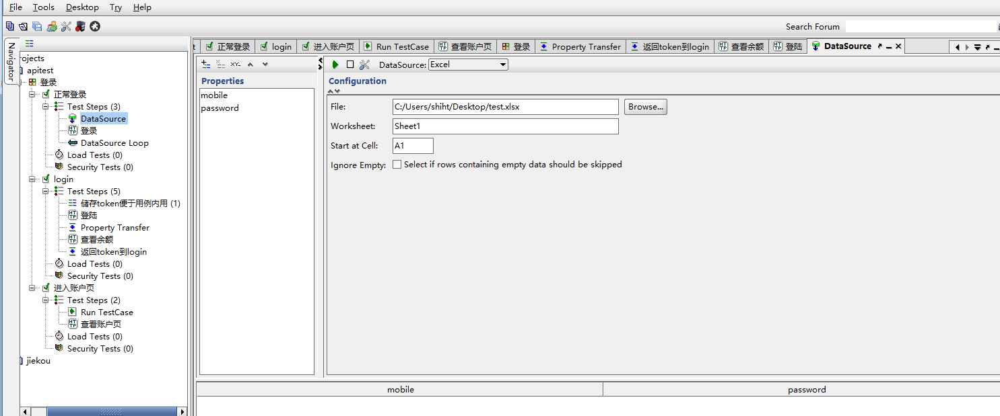 File Tools Desktop Try Help
Search Forum
Navigator
正常登录 login 进入账户页 Run TestCase 查看账户页 登录 Property Transfer 返回token到login 查看余额 登陆 DataSource
rojects
apitest
登录
正常登录
Test Steps (3)
DataSource
登录
DataSource Loop
Load Tests (0)
Security Tests (0)
login
Test Steps (5)
储存token便于用例内用 (1)
登陆
Property Transfer
查看余额
返回token到login
Load Tests (0)
Security Tests (0)
进入账户页
Test Steps (2)
Run TestCase
查看账户页
Load Tests (0)
Security Tests (0)
jiekou
XY-
Properties
mobile
password
DataSource: Excel
Configuration
File: C:/Users/shiht/Desktop/test.xlsx Browse...
Worksheet: Sheet1
Start at Cell: A1
Ignore Empty: Select if rows containing empty data should be skipped
mobile password